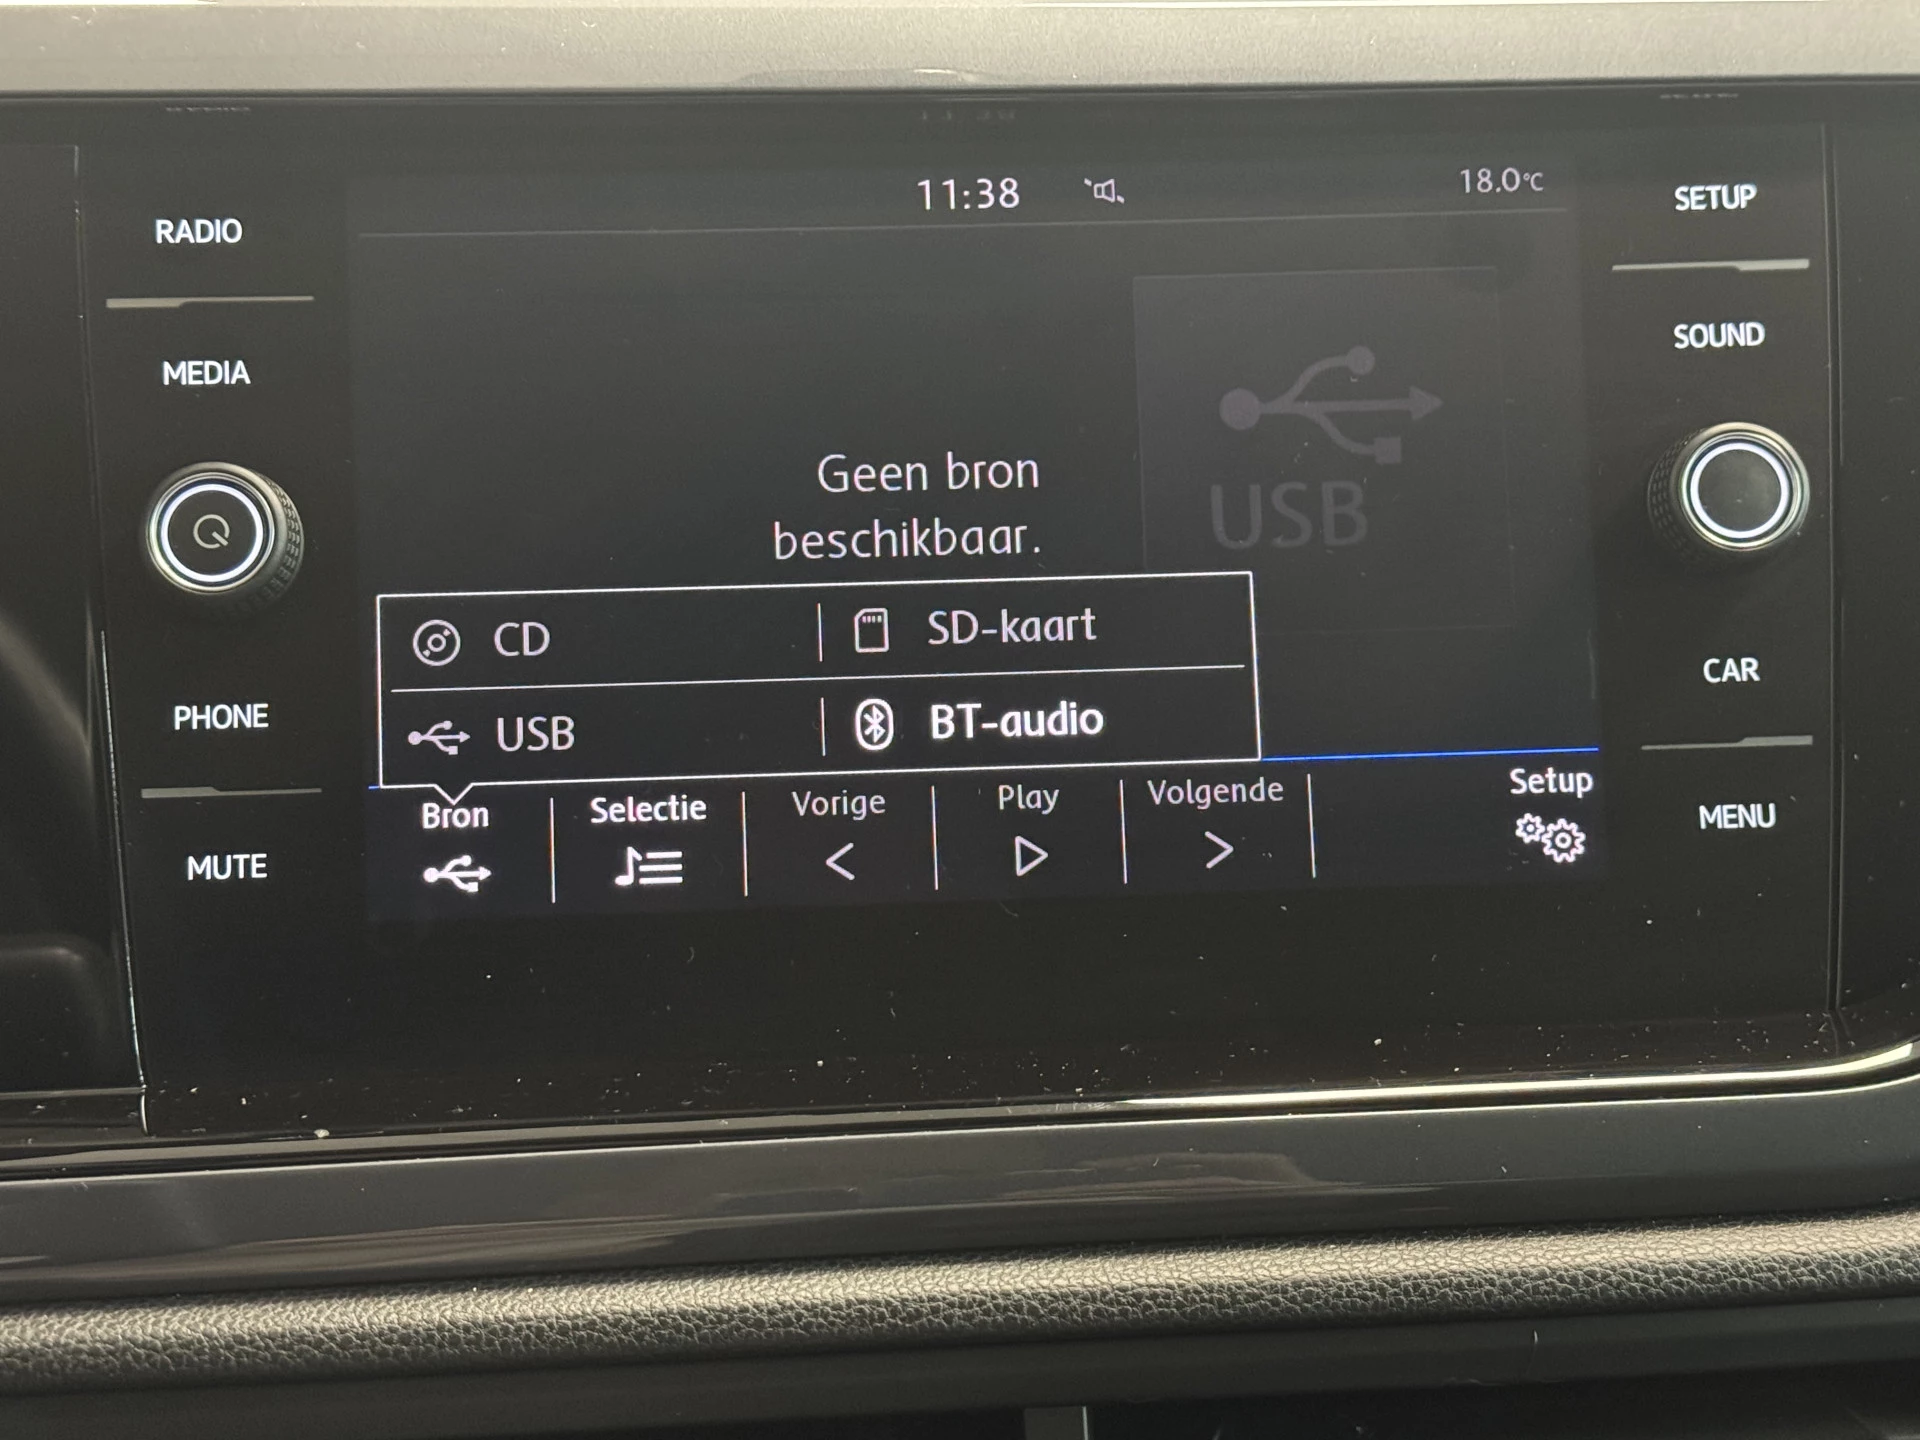 11:38
18.0°C
RADIO
MEDIA
PHONE
MUTE
SETUP
SOUND
CAR
MENU
Geen bron
beschikbaar.
USB
CD
SD-kaart
USB
BT-audio
Bron
Selectie
Vorige
Play
Volgende
Setup